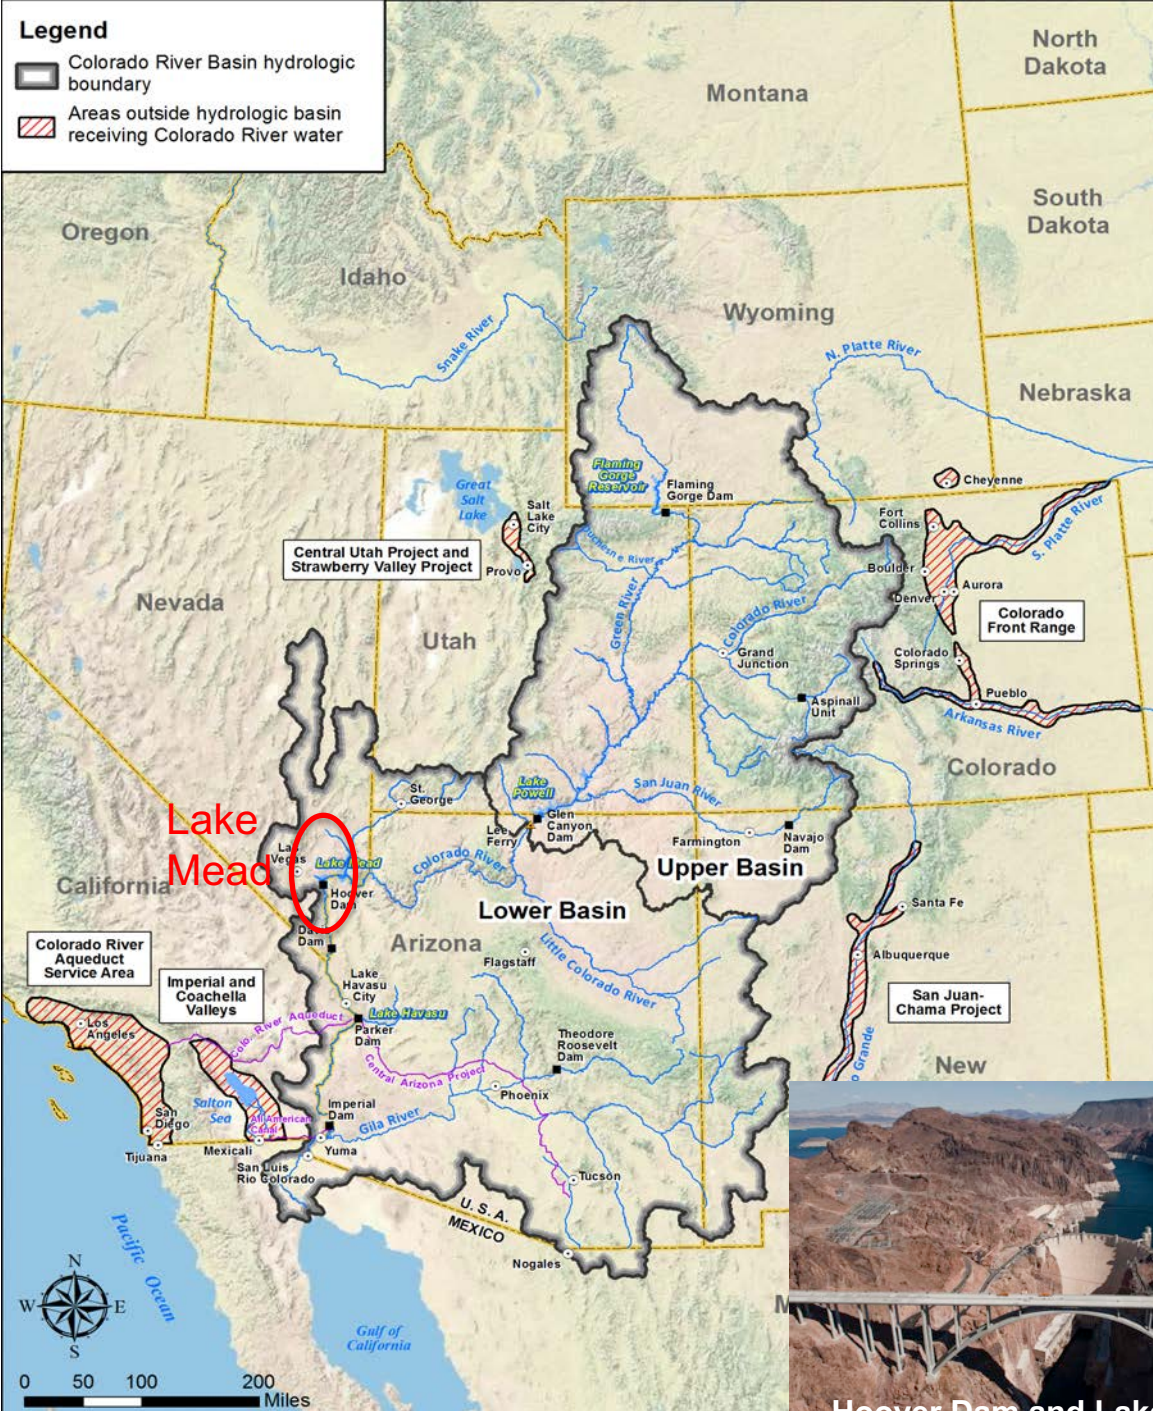 Legend
Colorado River Basin hydrologic
boundary
Areas outside hydrologic basin
receiving Colorado River water
North
Dakota
Montana
South
Dakota
Oregon
Idaho
Wyoming
Snake River
N. Platte River
Nebraska
Flaming
Gorge
Reservoir
Flaming
Gorge Dam
Cheyenne
Great
Salt
Lake
Salt
Lake
City
Fort
Collins
S. Platte River
Central Utah Project and
Strawberry Valley Project
Provo
Duchesne River
Boulder
Aurora
Denver
Nevada
Green River
Colorado River
Colorado
Front Range
Utah
Grand
Junction
Colorado
Springs
Aspinall
Unit
Pueblo
Arkansas River
Colorado
St.
George
Lake
Powell
San Juan River
Lake
Mead
Glen
Canyon
Dam
Lee
Ferry
Farmington
Navajo
Dam
Las
Vegas
Lake Mead
Colorado River
Upper Basin
California
Hoover
Dam
Lower Basin
Santa Fe
Davis
Dam
Arizona
Flagstaff
Little Colorado River
Albuquerque
Colorado River
Aqueduct
Service Area
Imperial and
Coachella
Valleys
Lake
Havasu
City
Lake Havasu
San Juan-
Chama Project
Los
Angeles
Colo. River Aqueduct
Parker
Dam
Theodore
Roosevelt
Dam
o Grande
New
Central Arizona Project
Phoenix
Salton
Sea
San
Diego
All American
Canal
Imperial
Dam
Gila River
Tijuana
Mexicali
Yuma
San Luis
Rio Colorado
Tucson
U. S. A.
MEXICO
Nogales
Pacific Ocean
Gulf of
California
N
W
E
S
0 50 100 200
Miles
M
Hoover Dam and Lake